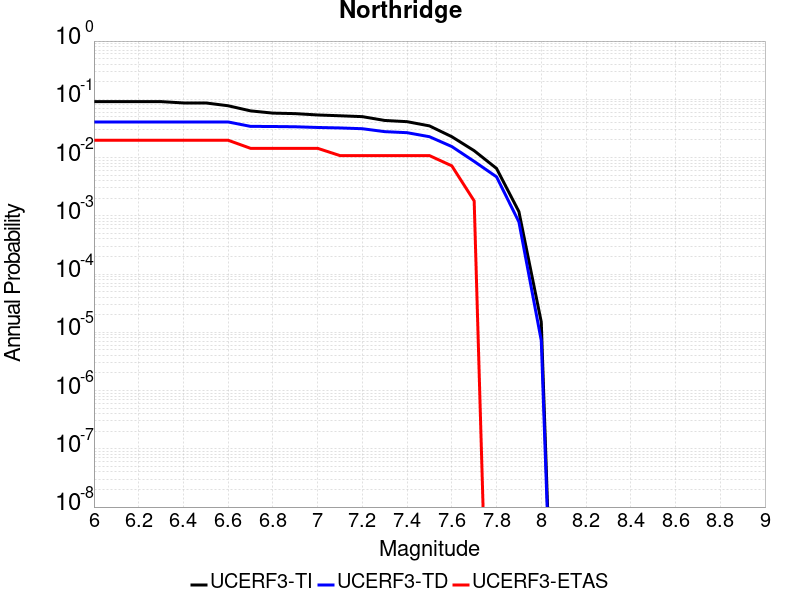 Northridge
Annual Probability
10 0
10 -1
10 -2
10 -3
10 -4
10 -5
10 -6
10 -7
10 -8
6 6.2 6.4 6.6 6.8 7 7.2 7.4 7.6 7.8 8 8.2 8.4 8.6 8.8 9
Magnitude
UCERF3-TI UCERF3-TD UCERF3-ETAS